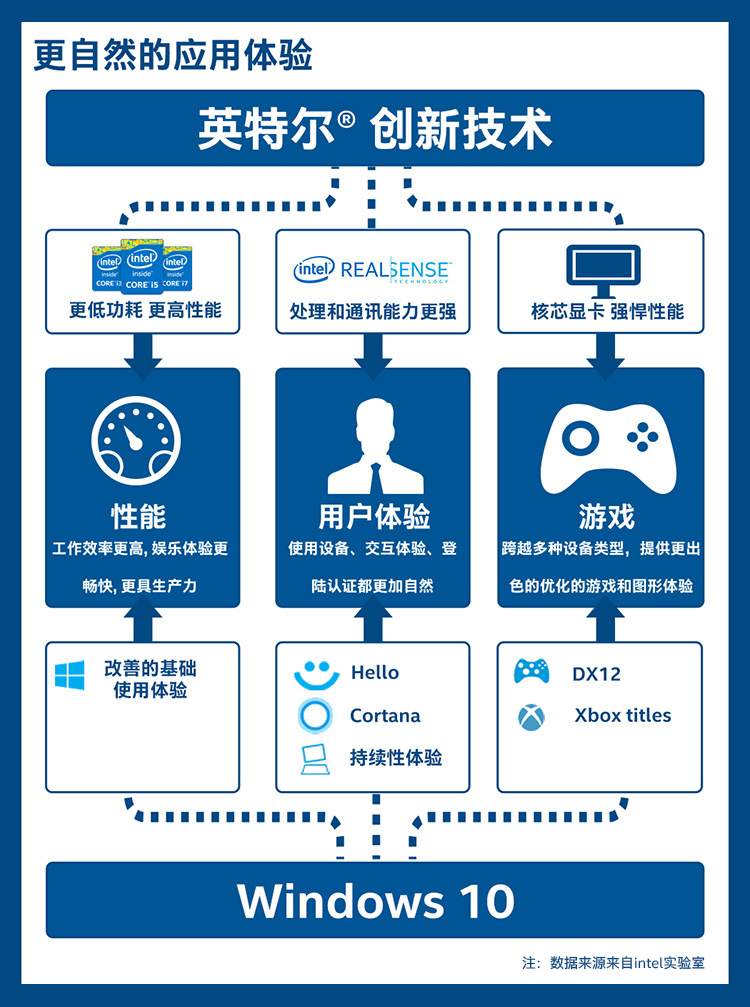 更自然的应用体验
英特尔® 创新技术
intel inside CORE i3
intel inside CORE i5
intel inside CORE i7
更低功耗 更高性能
intel REALSENSE™
TECHNOLOGY
处理和通讯能力更强
核芯显卡 强悍性能
性能
工作效率更高, 娱乐体验更
畅快, 更具生产力
用户体验
使用设备、交互体验、登
陆认证都更加自然
游戏
跨越多种设备类型，提供更出
色的优化的游戏和图形体验
改善的基础
使用体验
Hello
Cortana
持续性体验
DX12
Xbox titles
Windows 10
注：数据来源来自intel实验室